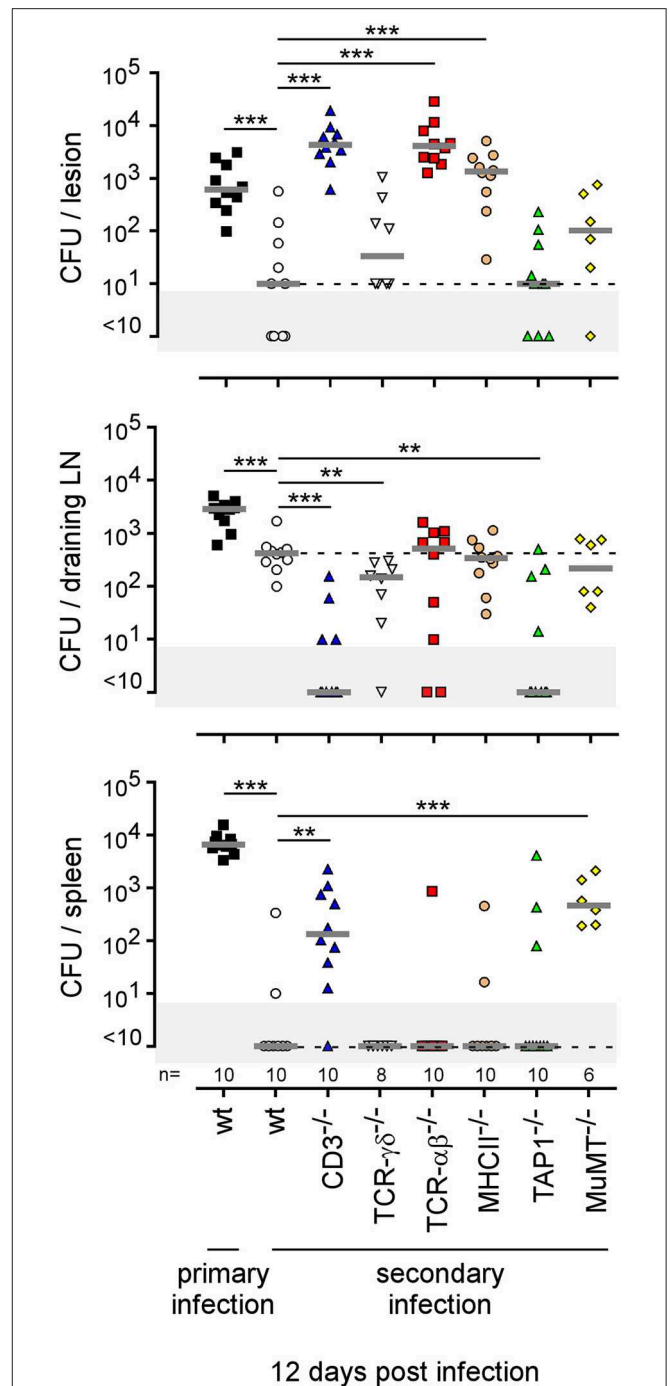 ***
***
***
***
10⁵
10⁴
10³
10²
10¹
<10
CFU / lesion
**
***
**
***
10⁵
10⁴
10³
10²
10¹
<10
CFU / draining LN
***
***
**
10⁵
10⁴
10³
10²
10¹
<10
CFU / spleen
n= 10 10 10 8 10 10 10 6
wt
wt
CD3⁻/⁻
TCR-γδ⁻/⁻
TCR-αβ⁻/⁻
MHCII⁻/⁻
TAP1⁻/⁻
MuMT⁻/⁻
primary
infection
secondary
infection
12 days post infection